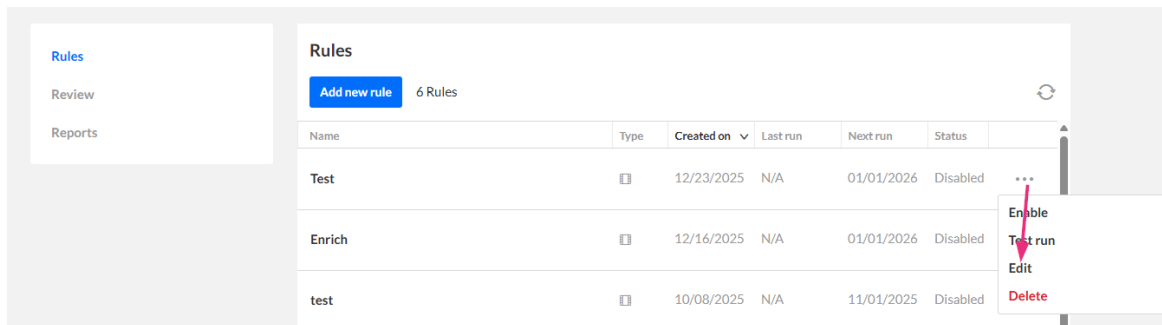 Rules
Review
Reports
Rules
Add new rule 6 Rules
Name Type Created on Last run Next run Status
Test 12/23/2025 N/A 01/01/2026 Disabled
Enable
Test run
Edit
Delete
Enrich 12/16/2025 N/A 01/01/2026 Disabled
test 10/08/2025 N/A 11/01/2025 Disabled